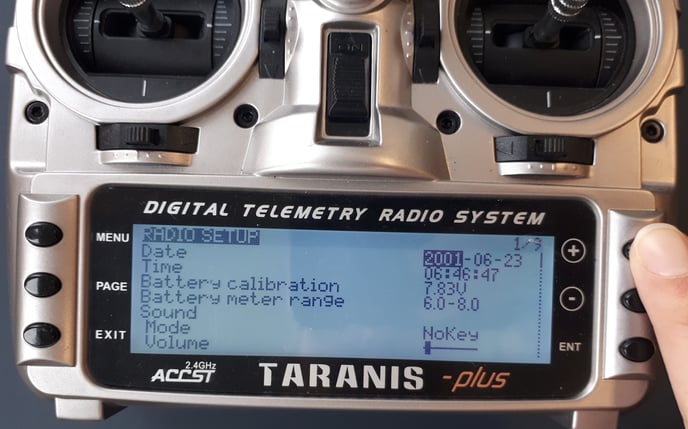 ON
DIGITAL TELEMETRY RADIO SYSTEM
MENU
PAGE
EXIT
RADIO SETUP 1/9
Date 2001-06-23
Time 06:46:47
Battery calibration 7.83V
Battery meter range 6.0-8.0
Sound
Mode NoKey
Volume
+
-
ENT
2.4GHz
ACCST
TARANIS -plus